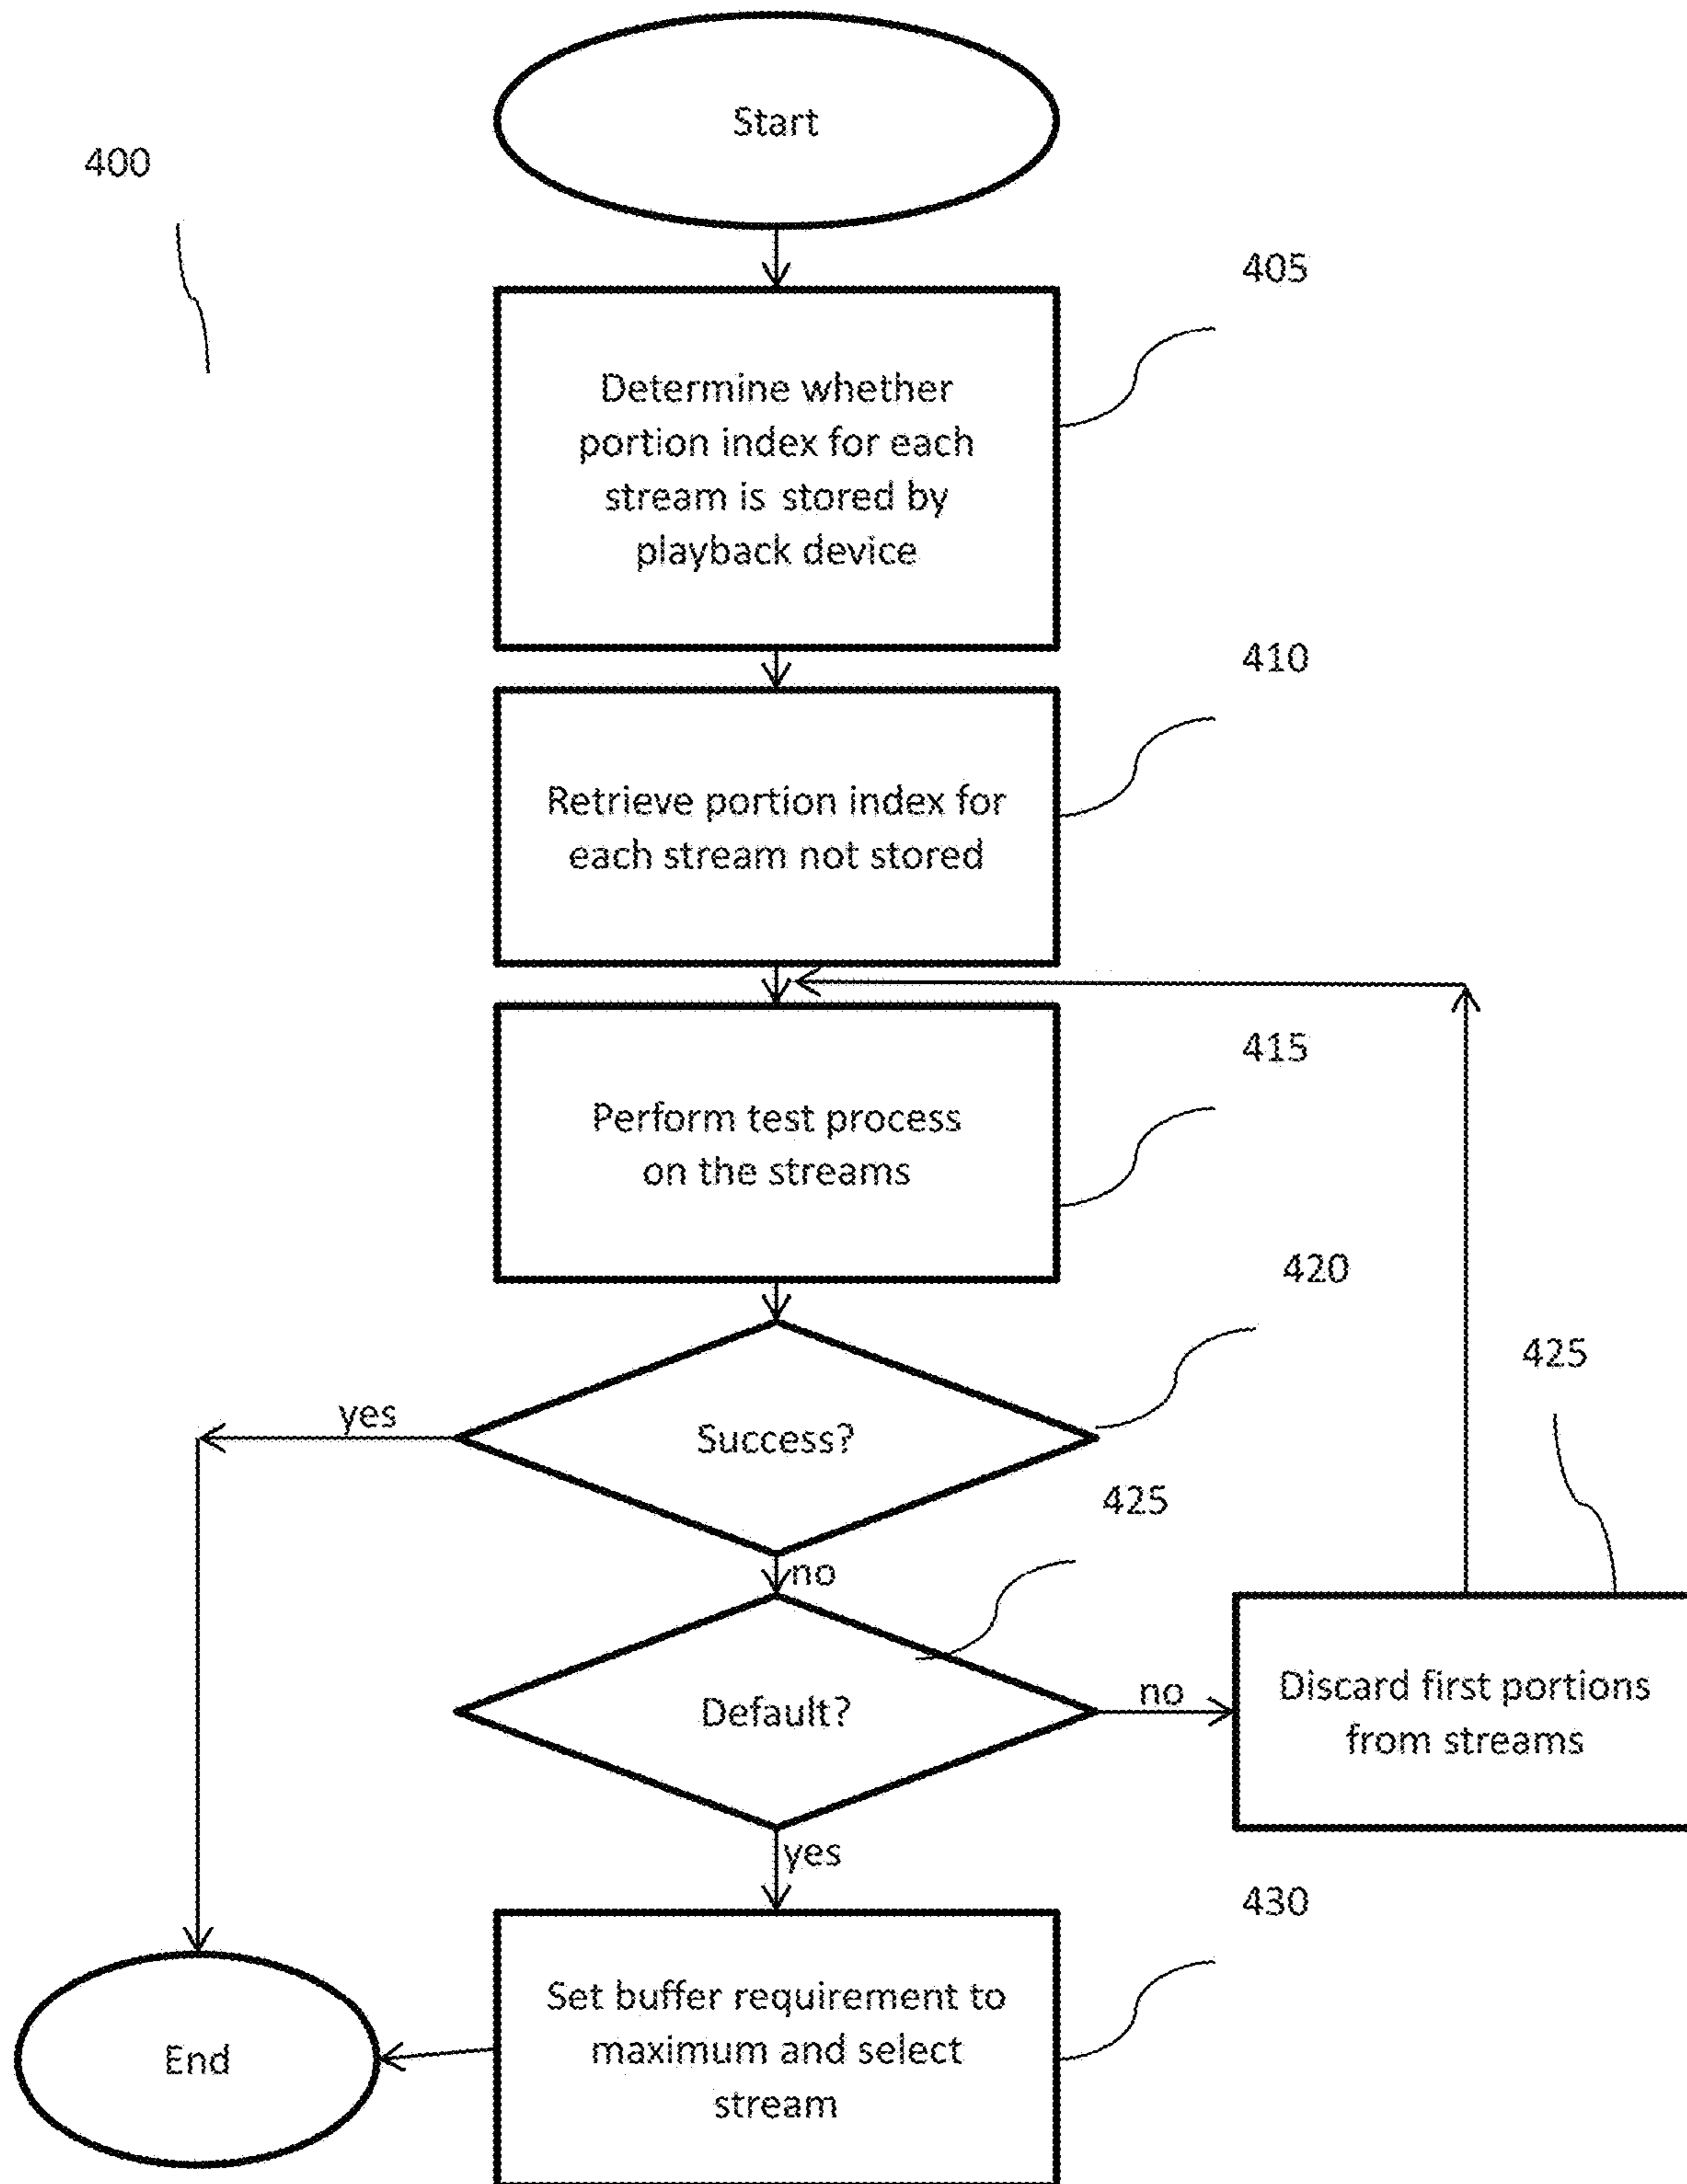 Start
400
405
Determine whether
portion index for each
stream is stored by
playback device
410
Retrieve portion index for
each stream not stored
415
Perform test process
on the streams
420
yes
Success?
425
425
no
Default?
no
Discard first portions
from streams
yes
430
Set buffer requirement to
maximum and select
stream
End